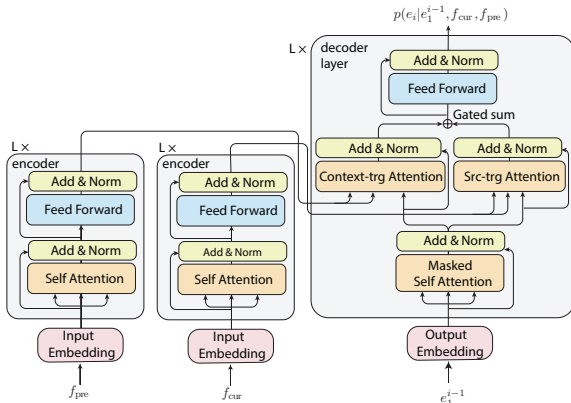 p(e_i|e_1^{i-1}, f_cur, f_pre)
L ×
decoder
layer
Add & Norm
Feed Forward
Gated sum
Add & Norm
Context-trg Attention
Add & Norm
Src-trg Attention
Add & Norm
Masked
Self Attention
Output
Embedding
e_1^{i-1}
L ×
encoder
Add & Norm
Feed Forward
Add & Norm
Self Attention
Input
Embedding
f_pre
L ×
encoder
Add & Norm
Feed Forward
Add & Norm
Self Attention
Input
Embedding
f_cur